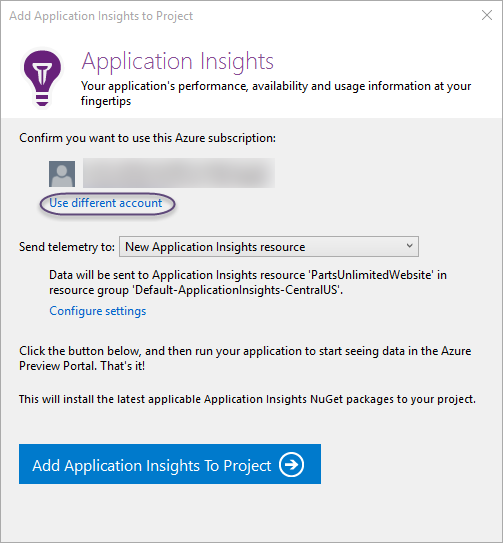 Add Application Insights to Project
Application Insights
Your application's performance, availability and usage information at your
fingertips
Confirm you want to use this Azure subscription:
Use different account
Send telemetry to: New Application Insights resource
Data will be sent to Application Insights resource 'PartsUnlimitedWebsite' in
resource group 'Default-ApplicationInsights-CentralUS'.
Configure settings
Click the button below, and then run your application to start seeing data in the Azure
Preview Portal. That's it!
This will install the latest applicable Application Insights NuGet packages to your project.
Add Application Insights To Project